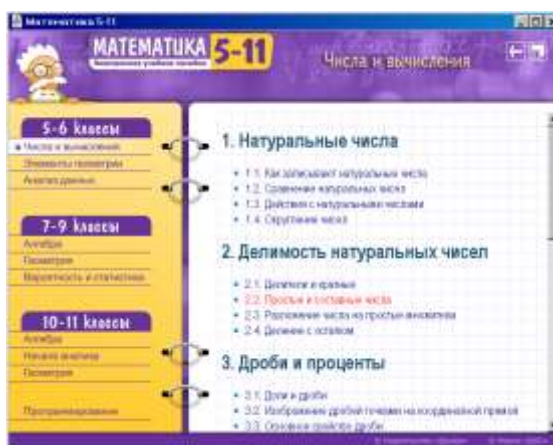 Математика 5-11
МАТЕМАТИКА 5-11
Числа и вычисления
5-6 классы
Числа и вычисления
Элементы геометрии
Анализ данных
7-9 классы
Алгебра
Геометрия
Вероятность и статистика
10-11 классы
Алгебра
Начала анализа
Геометрия
Программирование
1. Натуральные числа
1.1. Как записывают натуральные числа
1.2. Сравнение натуральных чисел
1.3. Действия с натуральными числами
1.4. Округление чисел
2. Делимость натуральных чисел
2.1. Делители и кратные
2.2. Простые и составные числа
2.3. Разложение числа на простые множители
2.4. Деление с остатком
3. Дроби и проценты
3.1. Доли и дроби
3.2. Изображение дробей точками на координатной прямой
3.3. Основное свойство дроби